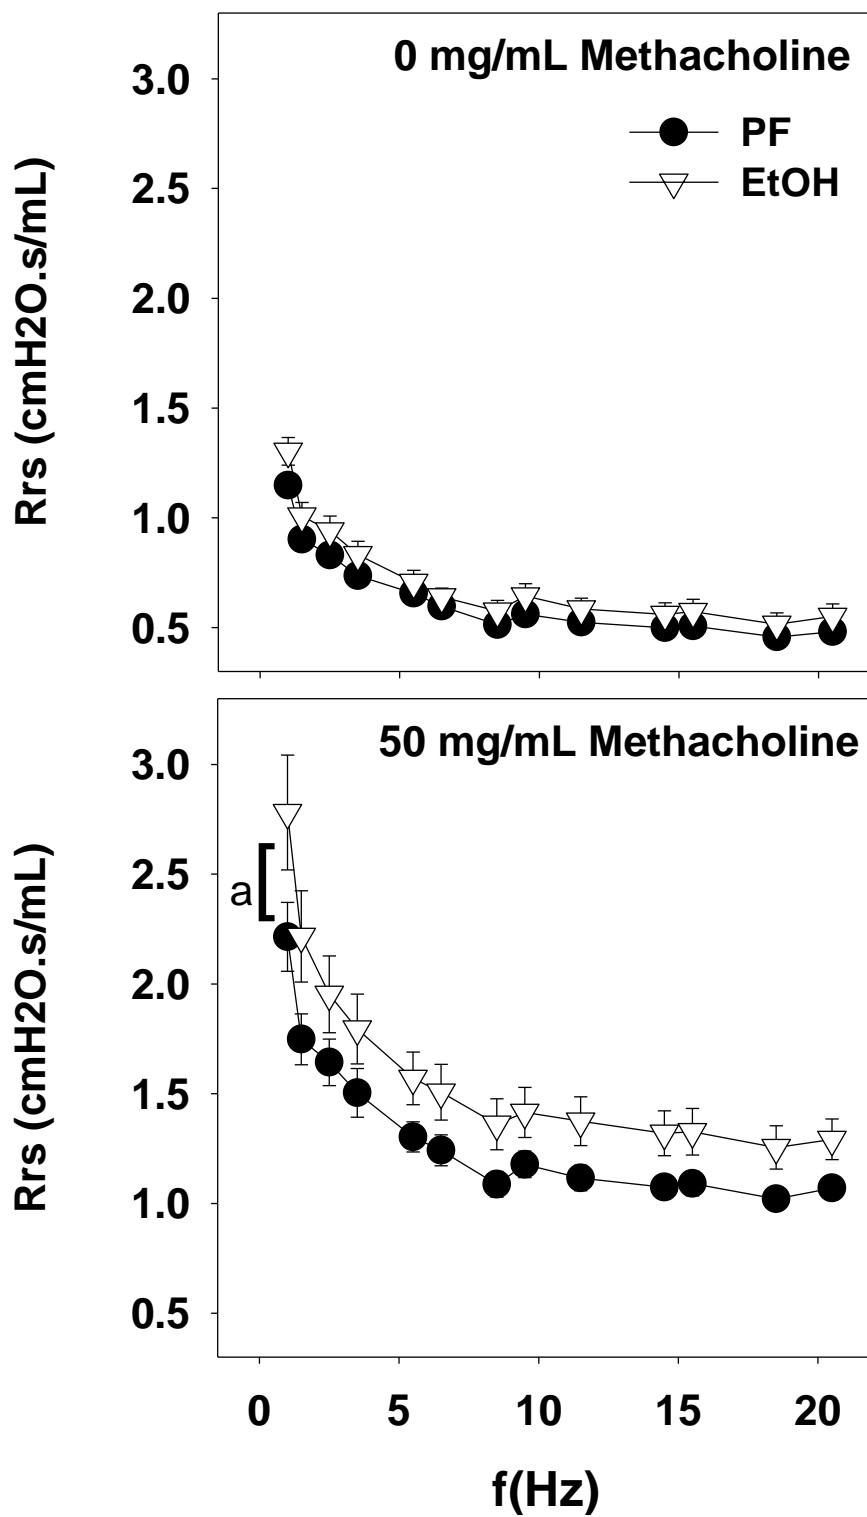 0 mg/mL Methacholine
PF
EtOH
Rrs (cmH2O.s/mL)
3.0
2.5
2.0
1.5
1.0
0.5
50 mg/mL Methacholine
Rrs (cmH2O.s/mL)
3.0
2.5
a
2.0
1.5
1.0
0.5
0 5 10 15 20
f(Hz)